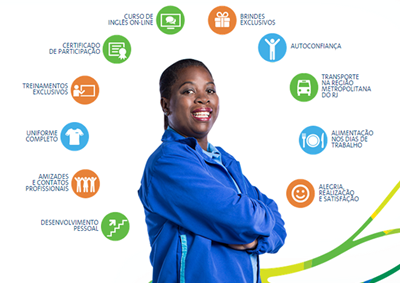 CURSO DE
INGLÊS ON-LINE
BRINDES
EXCLUSIVOS
CERTIFICADO
DE PARTICIPAÇÃO
AUTOCONFIANÇA
TREINAMENTOS
EXCLUSIVOS
TRANSPORTE
NA REGIÃO
METROPOLITANA
DO RJ
UNIFORME
COMPLETO
ALIMENTAÇÃO
NOS DIAS DE
TRABALHO
AMIZADES
E CONTATOS
PROFISSIONAIS
ALEGRIA,
REALIZAÇÃO
E SATISFAÇÃO
DESENVOLVIMENTO
PESSOAL